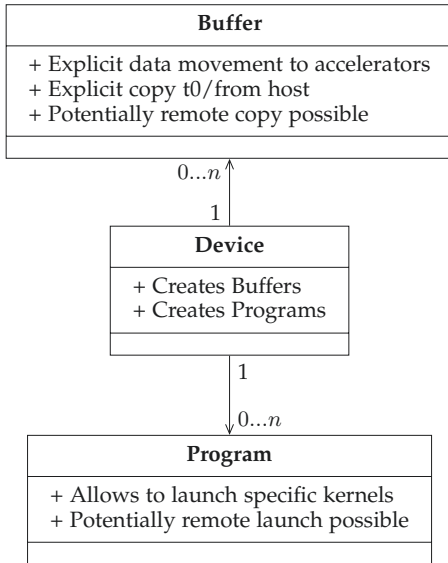 Buffer
+ Explicit data movement to accelerators
+ Explicit copy t0/from host
+ Potentially remote copy possible
0...n
1
Device
+ Creates Buffers
+ Creates Programs
1
0...n
Program
+ Allows to launch specific kernels
+ Potentially remote launch possible